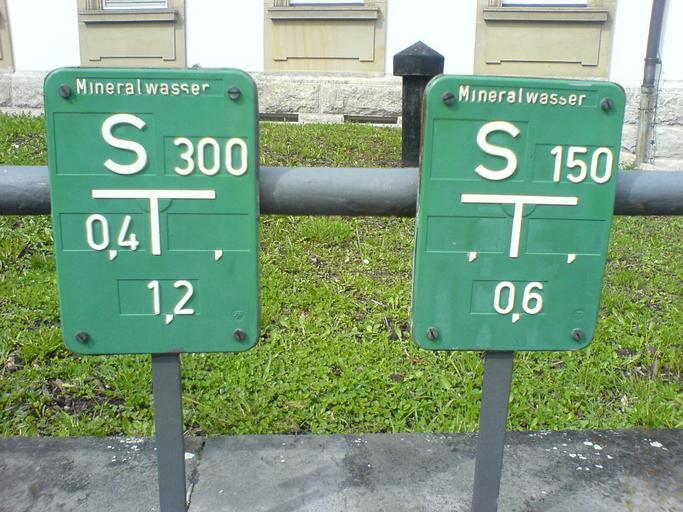 Mineralwasser
S 300
0,4 ,
1,2
Mineralwasser
S 150
, ,
0,6